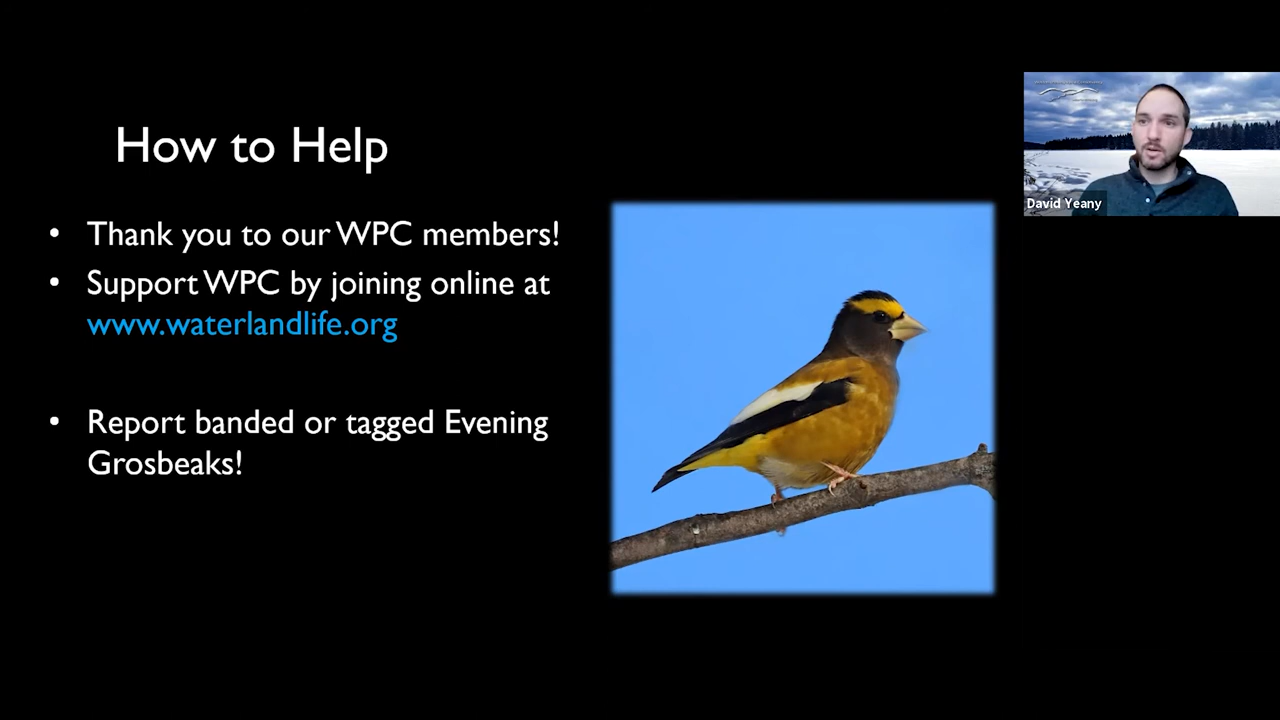 How to Help
• Thank you to our WPC members!
• Support WPC by joining online at
www.waterlandlife.org
• Report banded or tagged Evening
Grosbeaks!
David Yeany